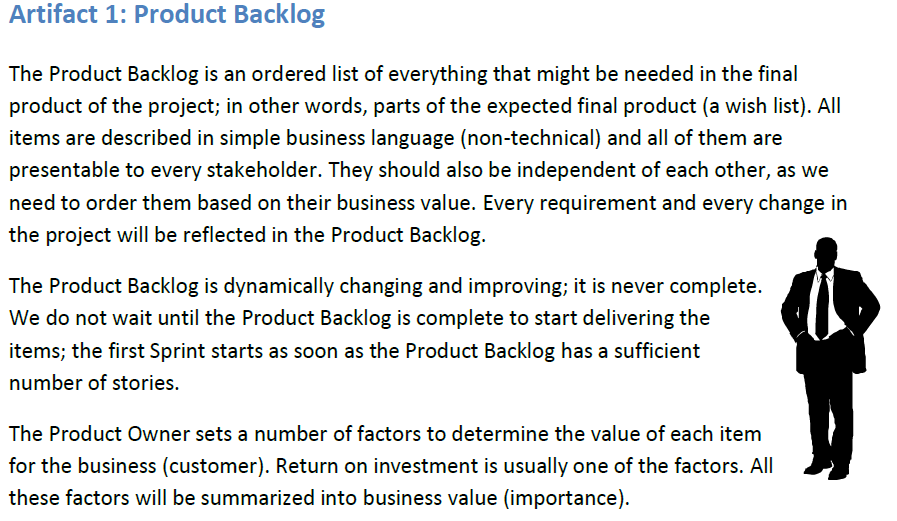 Artifact 1: Product Backlog
The Product Backlog is an ordered list of everything that might be needed in the final
product of the project; in other words, parts of the expected final product (a wish list). All
items are described in simple business language (non-technical) and all of them are
presentable to every stakeholder. They should also be independent of each other, as we
need to order them based on their business value. Every requirement and every change in
the project will be reflected in the Product Backlog.
The Product Backlog is dynamically changing and improving; it is never complete.
We do not wait until the Product Backlog is complete to start delivering the
items; the first Sprint starts as soon as the Product Backlog has a sufficient
number of stories.
The Product Owner sets a number of factors to determine the value of each item
for the business (customer). Return on investment is usually one of the factors. All
these factors will be summarized into business value (importance).